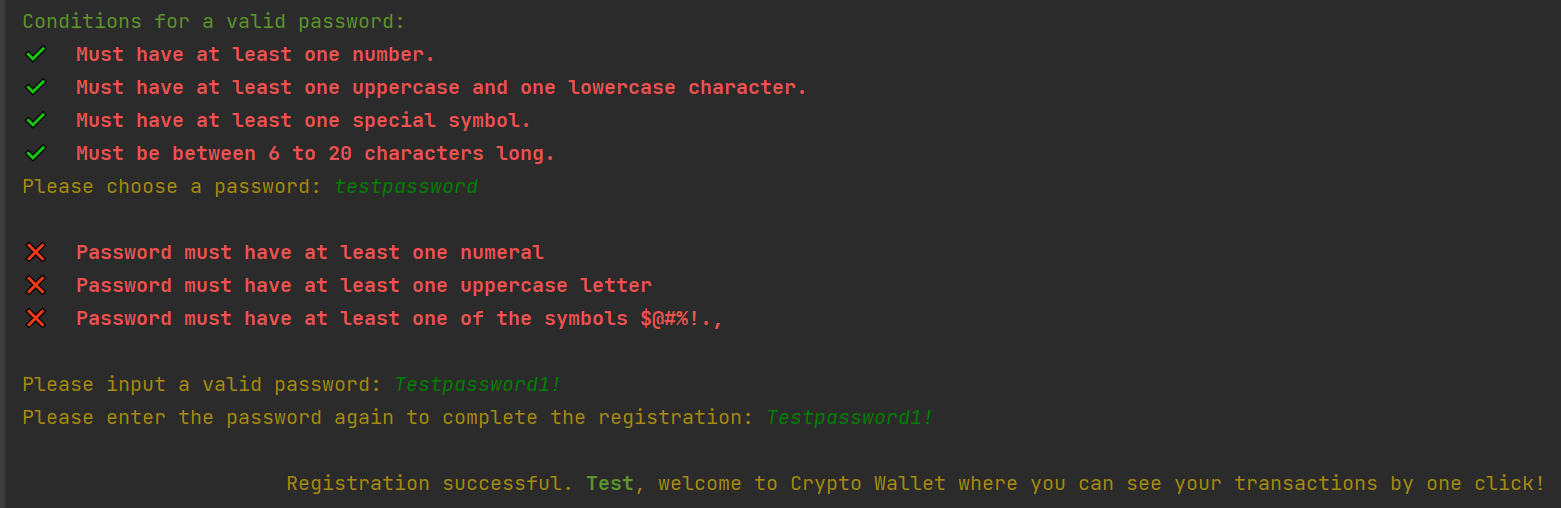 Conditions for a valid password:
✔ Must have at least one number.
✔ Must have at least one uppercase and one lowercase character.
✔ Must have at least one special symbol.
✔ Must be between 6 to 20 characters long.
Please choose a password: testpassword
❌ Password must have at least one numeral
❌ Password must have at least one uppercase letter
❌ Password must have at least one of the symbols $@#%!.,
Please input a valid password: Testpassword1!
Please enter the password again to complete the registration: Testpassword1!
Registration successful. Test, welcome to Crypto Wallet where you can see your transactions by one click!